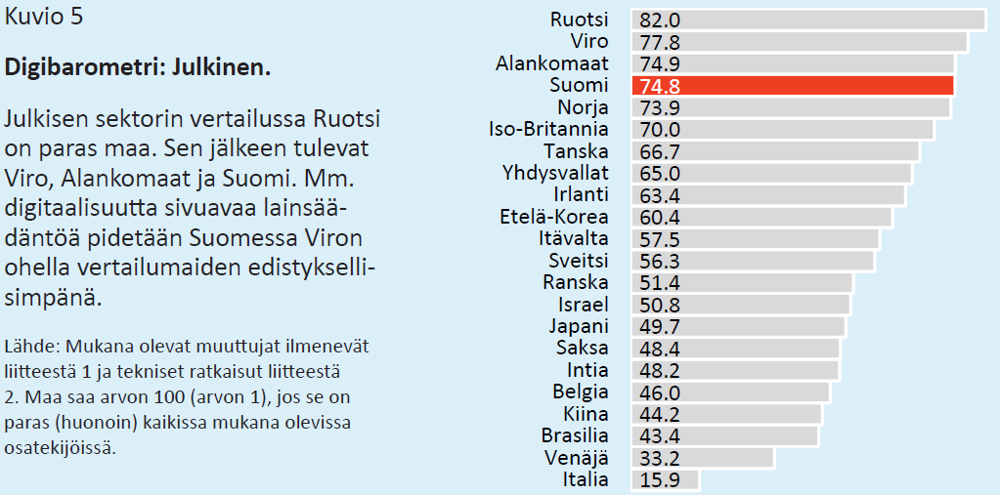 Kuvio 5
Digibarometri: Julkinen.
Julkisen sektorin vertailussa Ruotsi
on paras maa. Sen jälkeen tulevat
Viro, Alankomaat ja Suomi. Mm.
digitaalisuutta sivuavaa lainsää-
däntöä pidetään Suomessa Viron
ohella vertailumaiden edistykselli-
simpänä.
Lähde: Mukana olevat muuttujat ilmenevät
liitteestä 1 ja tekniset ratkaisut liitteestä
2. Maa saa arvon 100 (arvon 1), jos se on
paras (huonoin) kaikissa mukana olevissa
osatekijöissä.
Ruotsi 82.0
Viro 77.8
Alankomaat 74.9
Suomi 74.8
Norja 73.9
Iso-Britannia 70.0
Tanska 66.7
Yhdysvallat 65.0
Irlanti 63.4
Etelä-Korea 60.4
Itävalta 57.5
Sveitsi 56.3
Ranska 51.4
Israel 50.8
Japani 49.7
Saksa 48.4
Intia 48.2
Belgia 46.0
Kiina 44.2
Brasilia 43.4
Venäjä 33.2
Italia 15.9